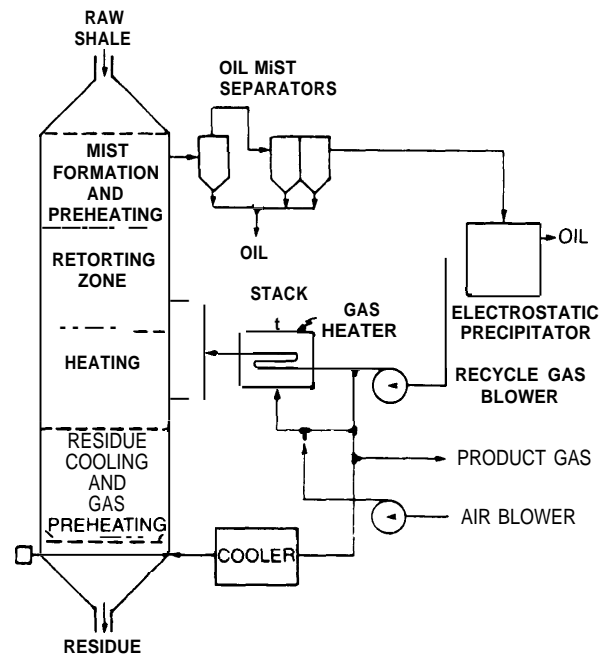 RAW
SHALE
OIL MiST
SEPARATORS
MIST
FORMATION
AND
PREHEATING
OIL
OIL
RETORTING
ZONE
STACK
t
GAS
HEATER
ELECTROSTATIC
PRECIPITATOR
HEATING
RECYCLE GAS
BLOWER
RESIDUE
COOLING
AND
GAS
PREHEATING
PRODUCT GAS
AIR BLOWER
COOLER
RESIDUE